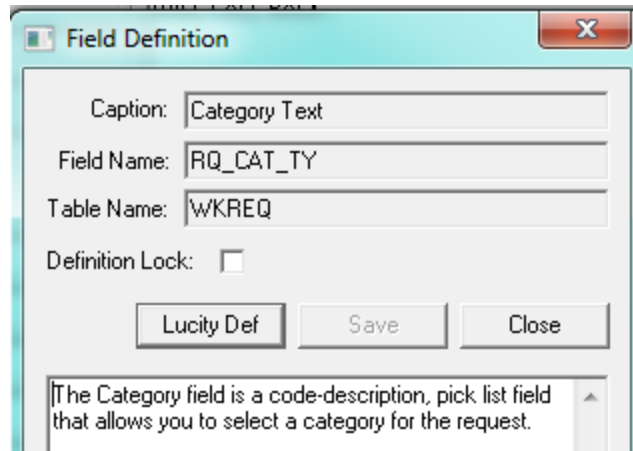 Field Definition
Caption: Category Text
Field Name: RQ_CAT_TY
Table Name: WKREQ
Definition Lock:
Lucity Def Save Close
The Category field is a code-description, pick list field
that allows you to select a category for the request.